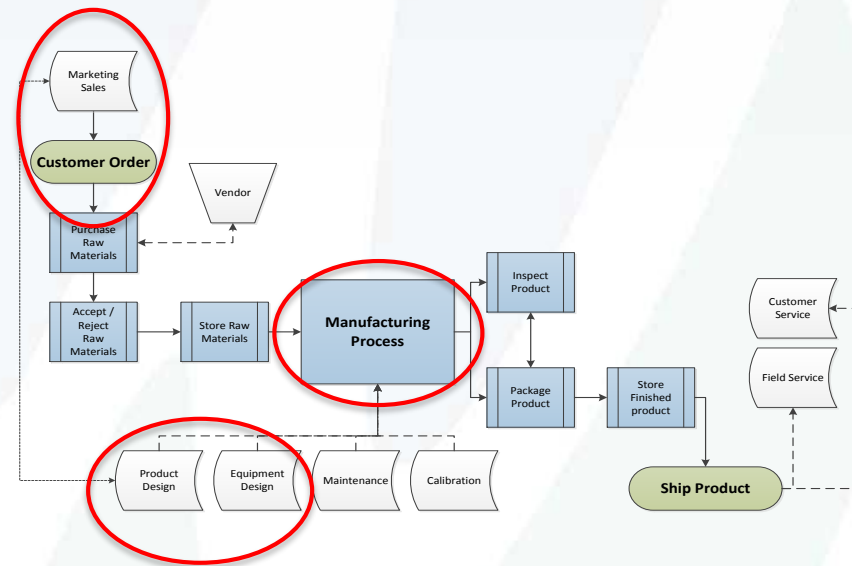 Marketing
Sales
Customer Order
Vendor
Purchase
Raw
Materials
Accept /
Reject
Raw
Materials
Store Raw
Materials
Manufacturing
Process
Inspect
Product
Package
Product
Store
Finished
product
Customer
Service
Field Service
Product
Design
Equipment
Design
Maintenance
Calibration
Ship Product